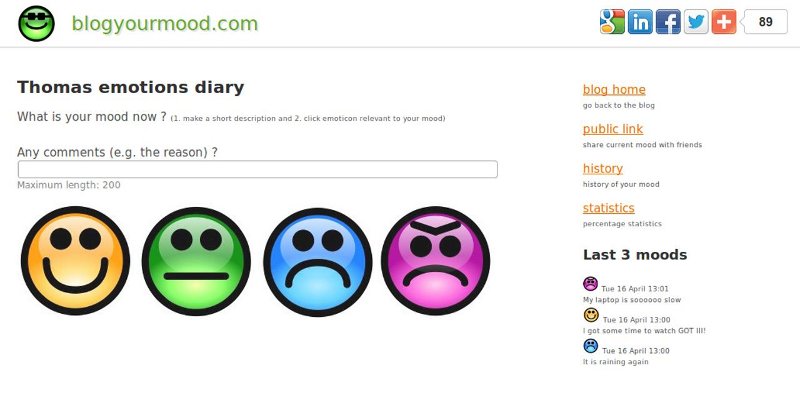 blogyourmood.com
89
Thomas emotions diary
What is your mood now ? (1. make a short description and 2. click emoticon relevant to your mood)
Any comments (e.g. the reason) ?
Maximum length: 200
blog home
go back to the blog
public link
share current mood with friends
history
history of your mood
statistics
percentage statistics
Last 3 moods
Tue 16 April 13:01
My laptop is soooooo slow
Tue 16 April 13:00
I got some time to watch GOT III!
Tue 16 April 13:00
It is raining again